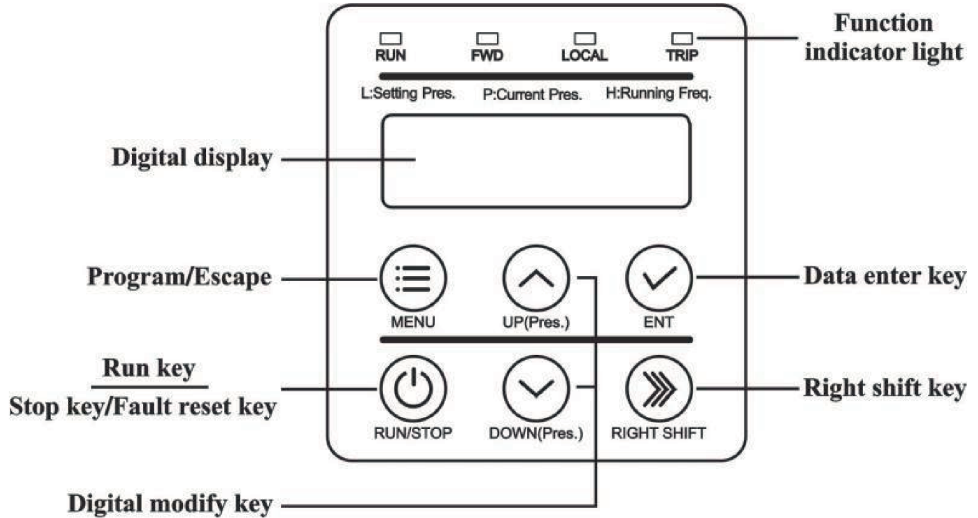 Function
indicator light
RUN FWD LOCAL TRIP
L:Setting Pres. P:Current Pres. H:Running Freq.
Digital display
Program/Escape
MENU UP(Pres.) ENT
Data enter key
Run key
Stop key/Fault reset key
RUN/STOP DOWN(Pres.) RIGHT SHIFT
Right shift key
Digital modify key